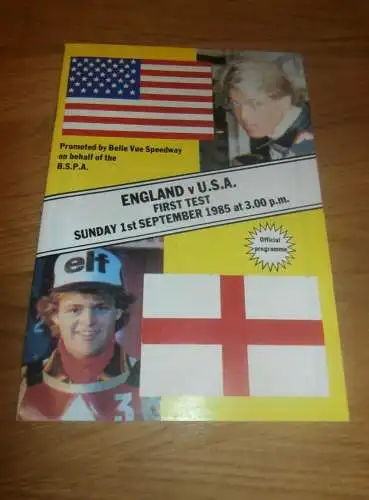 Promoted by Belle Vue Speedway
on behalf of the
B.S.P.A.
ENGLAND v U.S.A.
FIRST TEST
SUNDAY 1st SEPTEMBER 1985 at 3.00 p.m.
Official
programme
elf
3